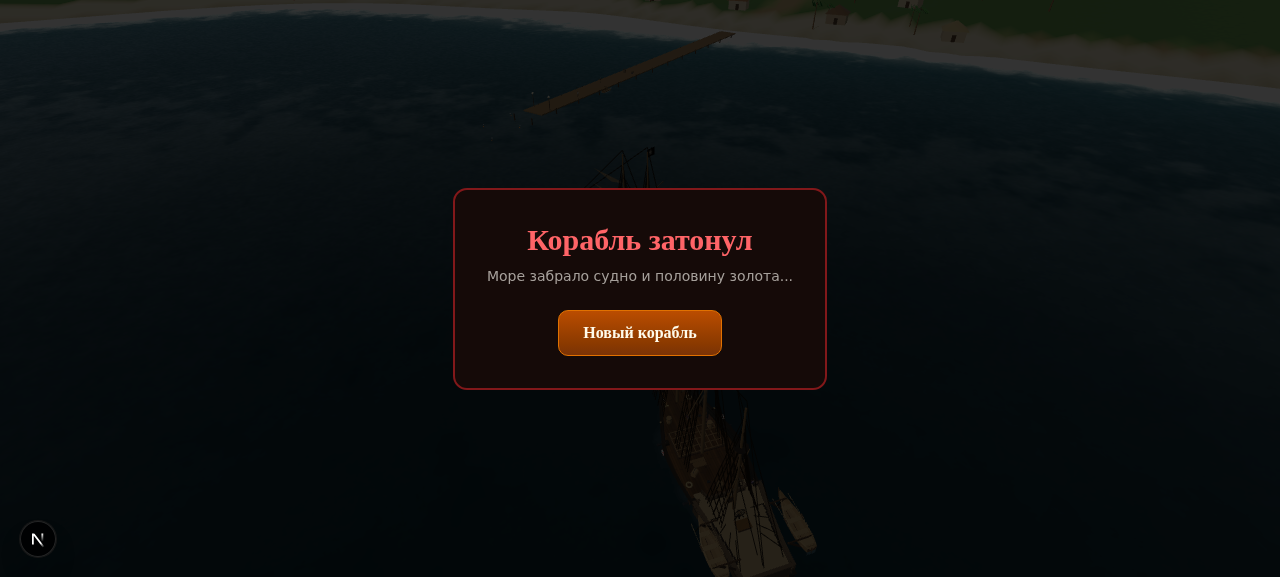 Корабль затонул
Море забрало судно и половину золота...
Новый корабль
N